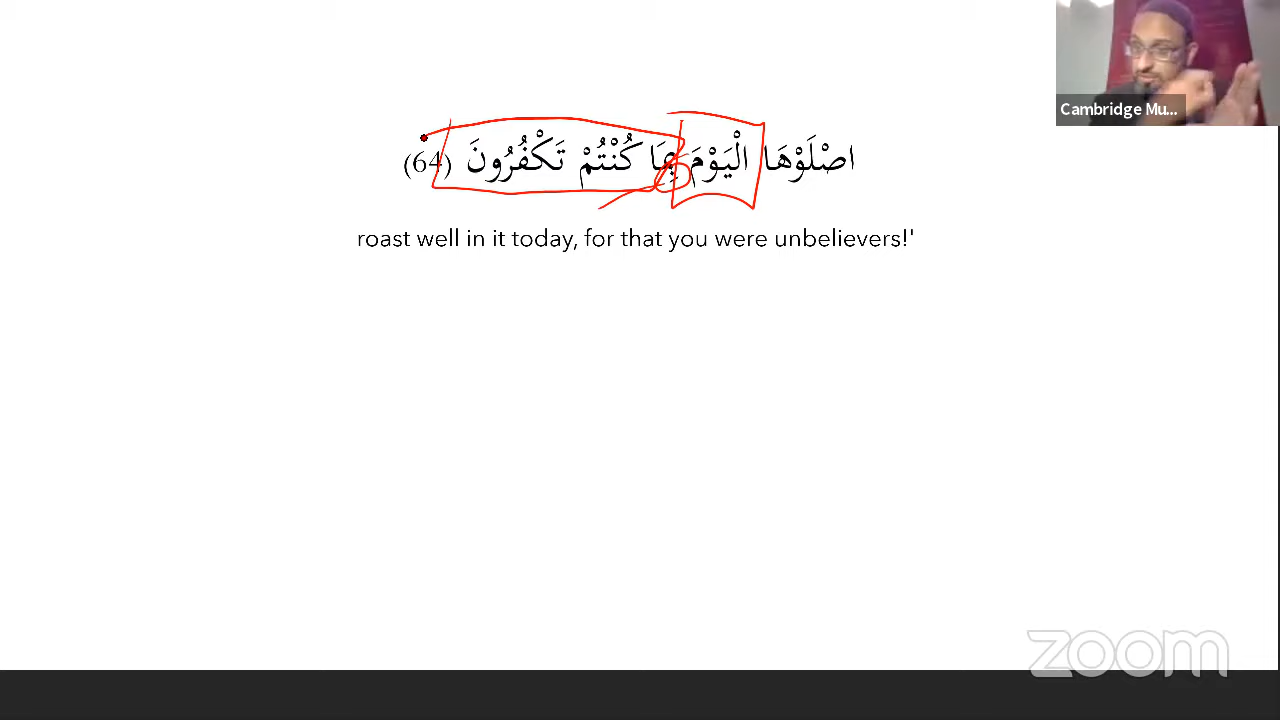 Cambridge Mu...
اصْلَوْهَا الْيَوْمَ بِمَا كُنْتُمْ تَكْفُرُونَ (64)
roast well in it today, for that you were unbelievers!'
zoom